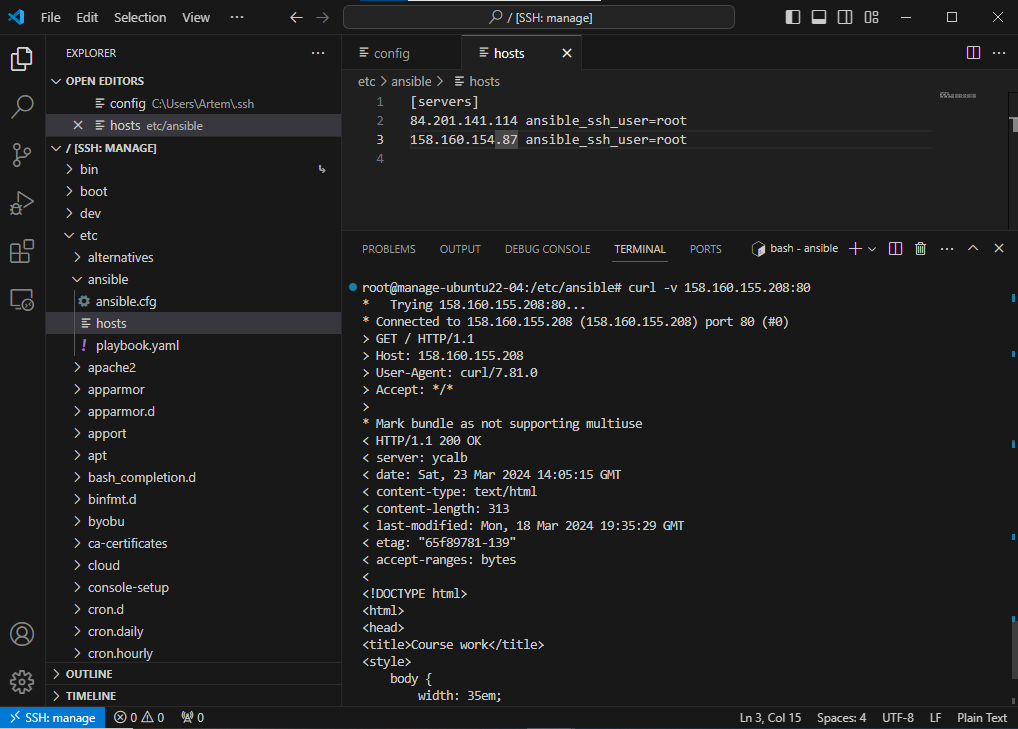 File Edit Selection View ··· / [SSH: manage]
EXPLORER
OPEN EDITORS
config C:\Users\Artem\.ssh
hosts etc/ansible
/ [SSH: MANAGE]
bin
boot
dev
etc
alternatives
ansible
ansible.cfg
hosts
playbook.yaml
apache2
apparmor
apparmor.d
apport
apt
bash_completion.d
binfmt.d
byobu
ca-certificates
cloud
console-setup
cron.d
cron.daily
cron.hourly
OUTLINE
TIMELINE
config hosts
etc > ansible > hosts
1 [servers]
2 84.201.141.114 ansible_ssh_user=root
3 158.160.154.87 ansible_ssh_user=root
4
PROBLEMS OUTPUT DEBUG CONSOLE TERMINAL PORTS bash - ansible
root@manage-ubuntu22-04:/etc/ansible# curl -v 158.160.155.208:80
*   Trying 158.160.155.208:80...
* Connected to 158.160.155.208 (158.160.155.208) port 80 (#0)
> GET / HTTP/1.1
> Host: 158.160.155.208
> User-Agent: curl/7.81.0
> Accept: */*
>
* Mark bundle as not supporting multiuse
< HTTP/1.1 200 OK
< server: ycalb
< date: Sat, 23 Mar 2024 14:05:15 GMT
< content-type: text/html
< content-length: 313
< last-modified: Mon, 18 Mar 2024 19:35:29 GMT
< etag: "65f89781-139"
< accept-ranges: bytes
<
<!DOCTYPE html>
<html>
<head>
<title>Course work</title>
<style>
    body {
        width: 35em;
SSH: manage 0 0 0 Ln 3, Col 15 Spaces: 4 UTF-8 LF Plain Text